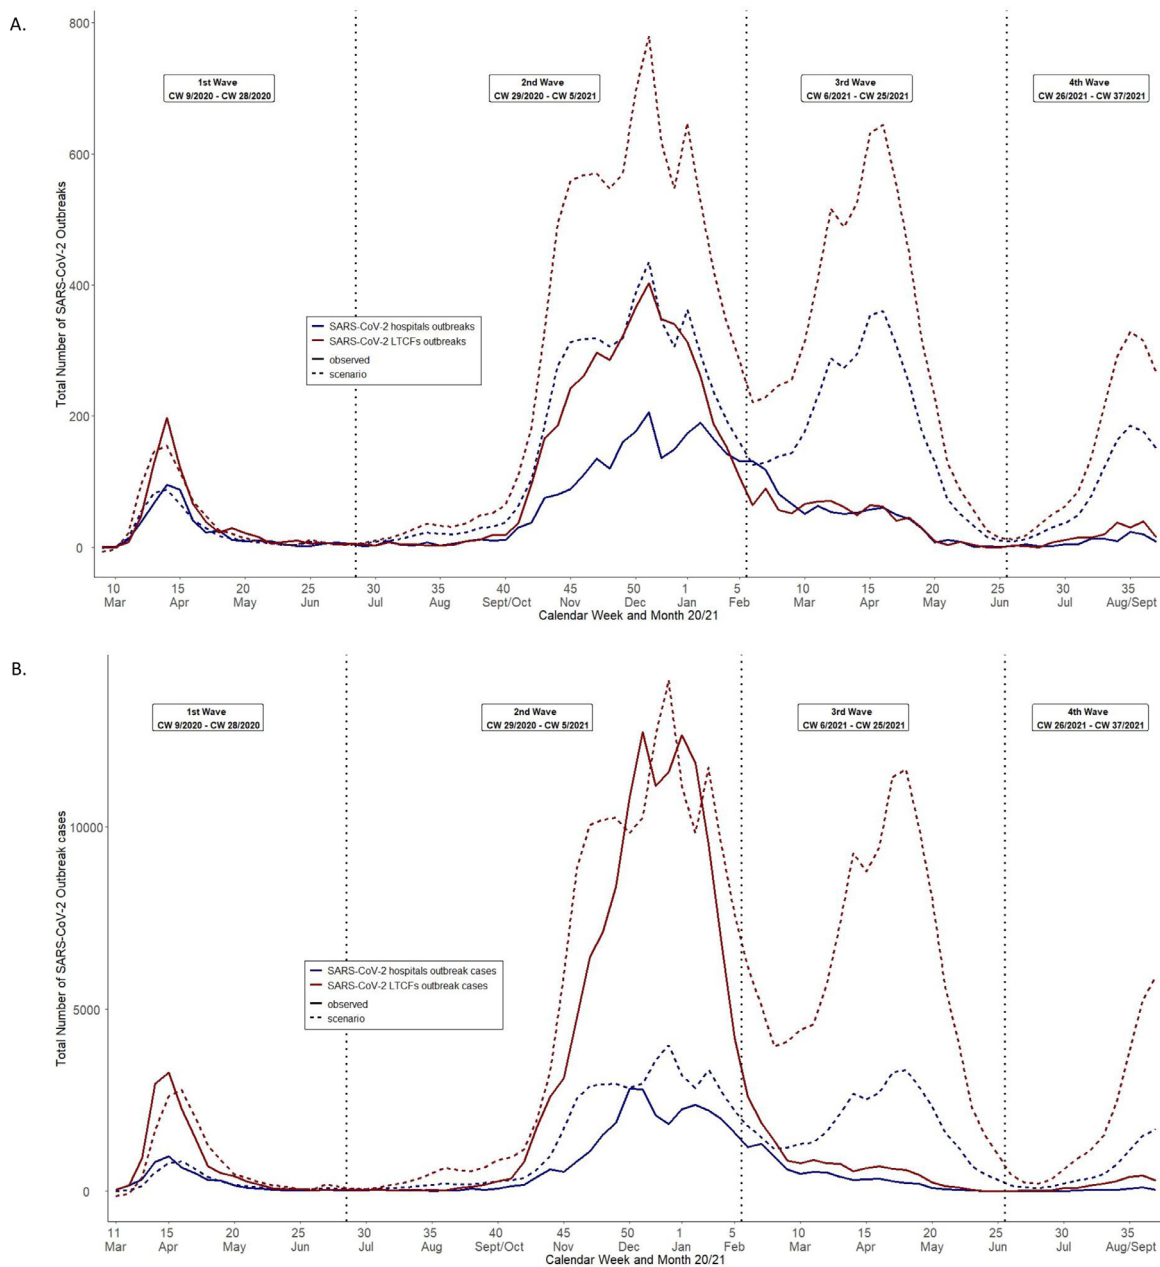 A.
800
600
400
200
0
Total Number of SARS-CoV-2 Outbreaks
1st Wave
CW 9/2020 - CW 28/2020
2nd Wave
CW 29/2020 - CW 5/2021
3rd Wave
CW 6/2021 - CW 25/2021
4th Wave
CW 26/2021 - CW 37/2021
SARS-CoV-2 hospitals outbreaks
SARS-CoV-2 LTCFs outbreaks
observed
scenario
10 15 20 25 30 35 40 45 50 1 5 10 15 20 25 30 35
Mar Apr May Jun Jul Aug Sept/Oct Nov Dec Jan Feb Mar Apr May Jun Jul Aug/Sept
Calendar Week and Month 20/21
B.
10000
5000
0
Total Number of SARS-CoV-2 Outbreak cases
1st Wave
CW 9/2020 - CW 28/2020
2nd Wave
CW 29/2020 - CW 5/2021
3rd Wave
CW 6/2021 - CW 25/2021
4th Wave
CW 26/2021 - CW 37/2021
SARS-CoV-2 hospitals outbreak cases
SARS-CoV-2 LTCFs outbreak cases
observed
scenario
11 15 20 25 30 35 40 45 50 1 5 10 15 20 25 30 35
Mar Apr May Jun Jul Aug Sept/Oct Nov Dec Jan Feb Mar Apr May Jun Jul Aug/Sept
Calendar Week and Month 20/21